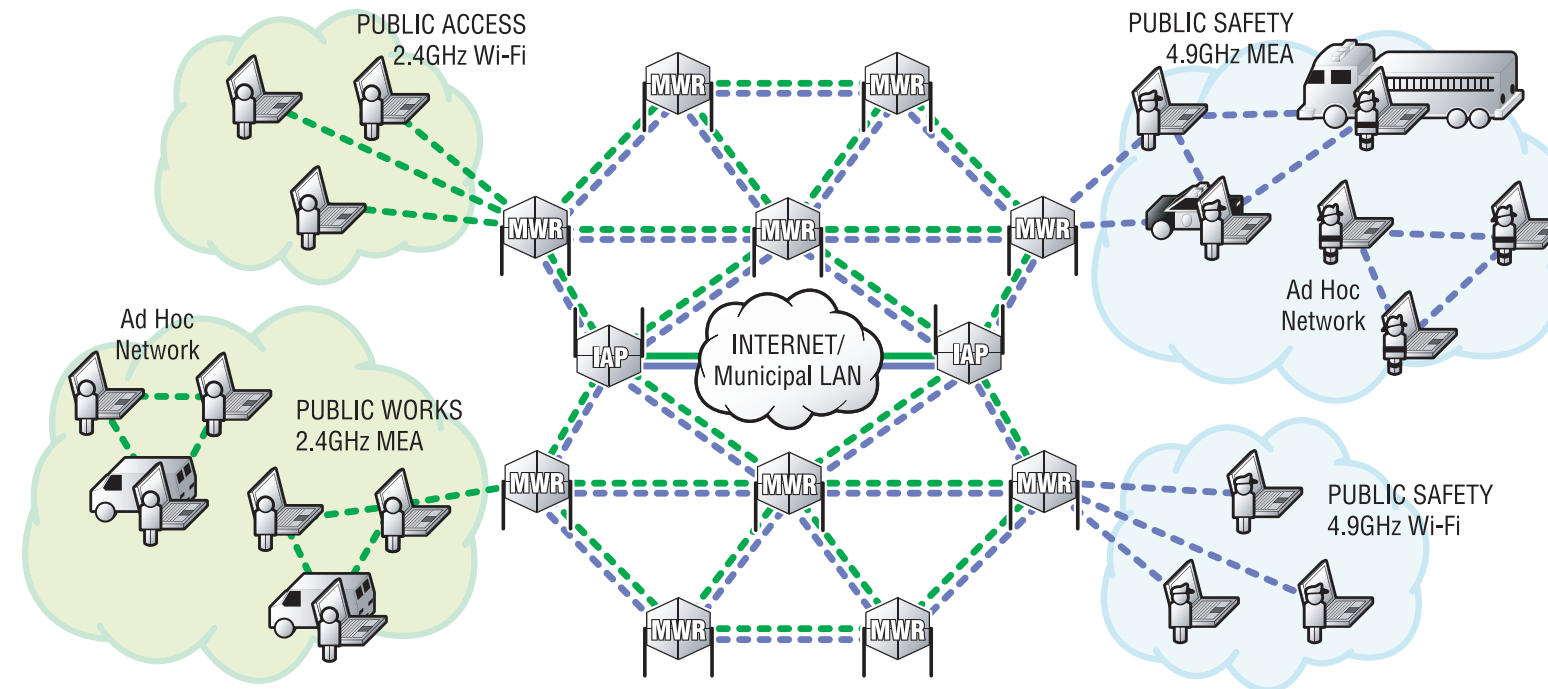 PUBLIC ACCESS
2.4GHz Wi-Fi
MWR
MWR
PUBLIC SAFETY
4.9GHz MEA
MWR
MWR
MWR
Ad Hoc
Network
Ad Hoc
Network
IAP
INTERNET/
Municipal LAN
IAP
PUBLIC WORKS
2.4GHz MEA
MWR
MWR
MWR
PUBLIC SAFETY
4.9GHz Wi-Fi
MWR
MWR